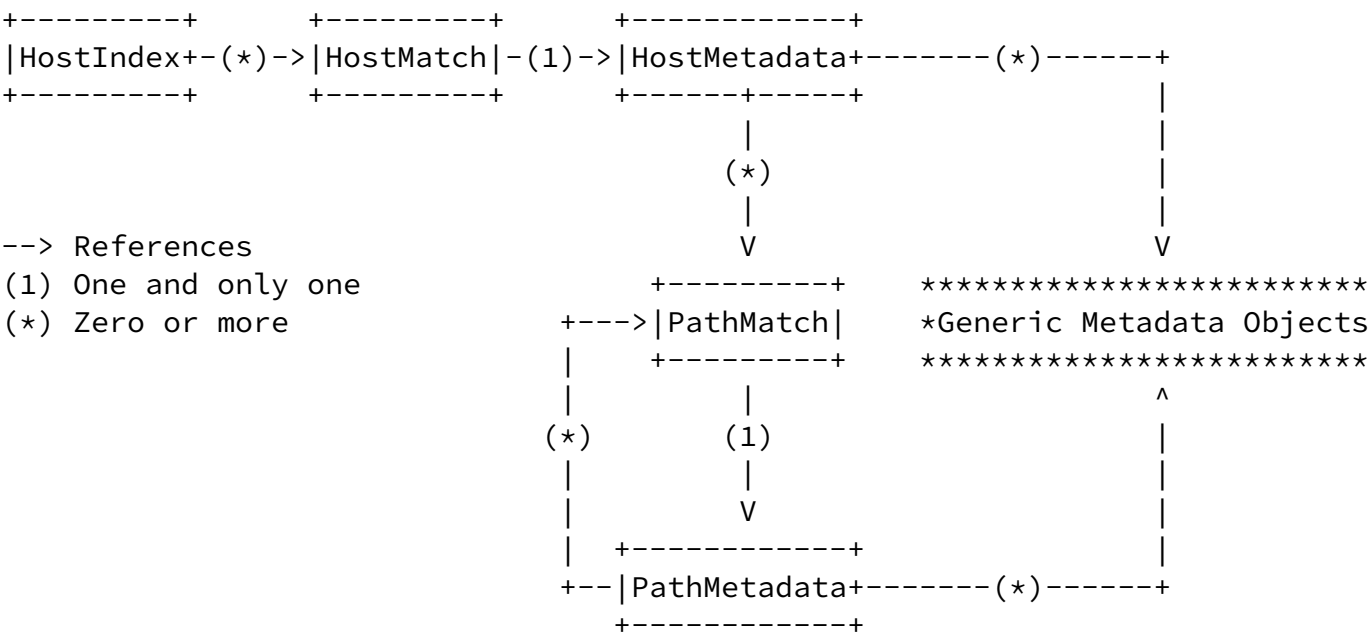 +---------+       +---------+       +------------+
|HostIndex+-(*)->|HostMatch|-(1)->|HostMetadata+-------(*)------+
+---------+       +---------+       +------+-----+              |
|              |
(*)             |
|              |
--> References                          V              V
(1) One and only one              +---------+    *************************
(*) Zero or more            +--->|PathMatch|    *Generic Metadata Objects
|    +---------+    *************************
|       |              ^
(*)     (1)             |
|       |              |
|       V              |
|  +------------+      |
+--|PathMetadata+-------(*)------+
+------------+